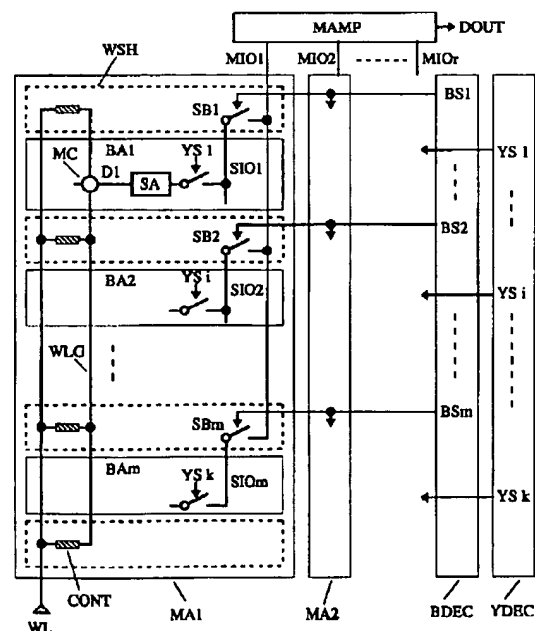 MAMP
DOUT
WSH
MIO1
MIO2
MIOr
SB1
BS1
BA1
YS 1
MC
D1
SA
SIO1
YS 1
SB2
BS2
BA2
YS i
SIO2
YS i
WLG
SBm
BSm
BAm
YS k
SIOm
YS k
CONT
WL
MA1
MA2
BDEC
YDEC